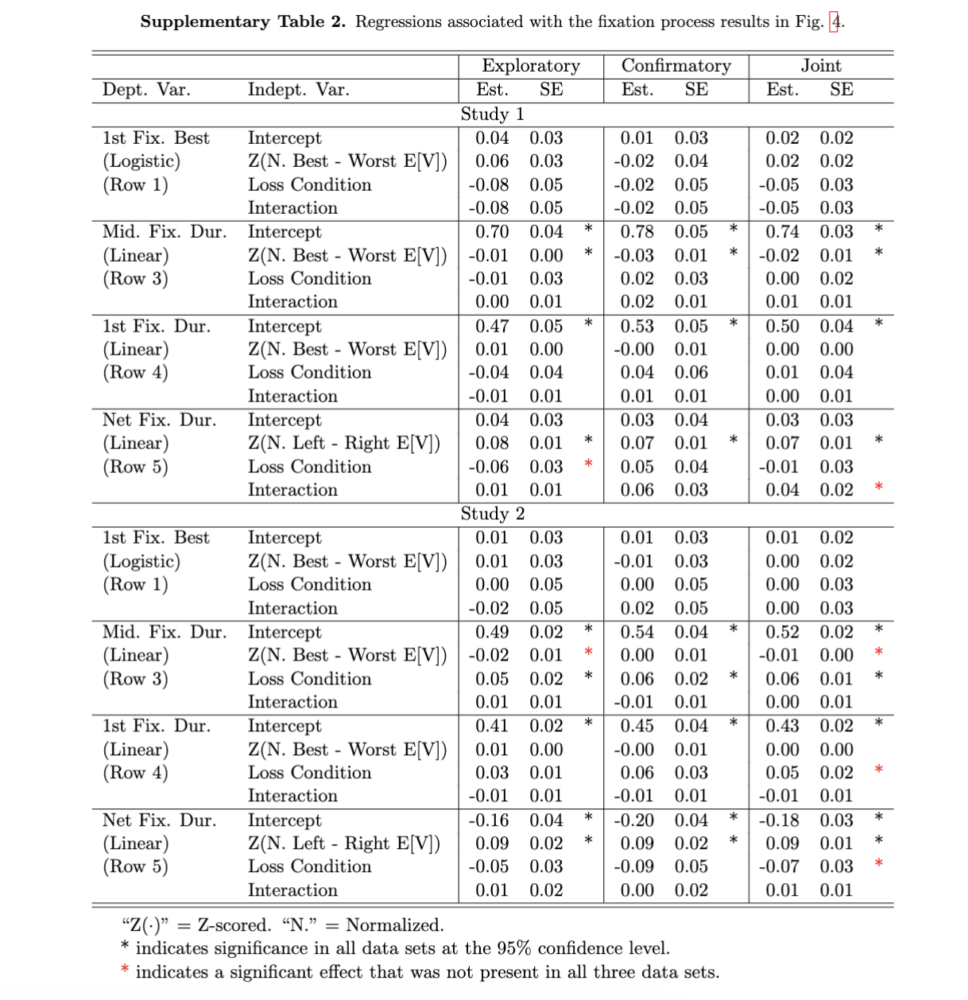 Supplementary Table 2. Regressions associated with the fixation process results in Fig. 4.
Exploratory Confirmatory Joint
Dept. Var. Indept. Var. Est. SE Est. SE Est. SE
Study 1
1st Fix. Best Intercept 0.04 0.03 0.01 0.03 0.02 0.02
(Logistic) Z(N. Best - Worst E[V]) 0.06 0.03 -0.02 0.04 0.02 0.02
(Row 1) Loss Condition -0.08 0.05 -0.02 0.05 -0.05 0.03
Interaction -0.08 0.05 -0.02 0.05 -0.05 0.03
Mid. Fix. Dur. Intercept 0.70 0.04 * 0.78 0.05 * 0.74 0.03 *
(Linear) Z(N. Best - Worst E[V]) -0.01 0.00 * -0.03 0.01 * -0.02 0.01 *
(Row 3) Loss Condition -0.01 0.03 0.02 0.03 0.00 0.02
Interaction 0.00 0.01 0.02 0.01 0.01 0.01
1st Fix. Dur. Intercept 0.47 0.05 * 0.53 0.05 * 0.50 0.04 *
(Linear) Z(N. Best - Worst E[V]) 0.01 0.00 -0.00 0.01 0.00 0.00
(Row 4) Loss Condition -0.04 0.04 0.04 0.06 0.01 0.04
Interaction -0.01 0.01 0.01 0.01 0.00 0.01
Net Fix. Dur. Intercept 0.04 0.03 0.03 0.04 0.03 0.03
(Linear) Z(N. Left - Right E[V]) 0.08 0.01 * 0.07 0.01 * 0.07 0.01 *
(Row 5) Loss Condition -0.06 0.03 * 0.05 0.04 -0.01 0.03
Interaction 0.01 0.01 0.06 0.03 0.04 0.02 *
Study 2
1st Fix. Best Intercept 0.01 0.03 0.01 0.03 0.01 0.02
(Logistic) Z(N. Best - Worst E[V]) 0.01 0.03 -0.01 0.03 0.00 0.02
(Row 1) Loss Condition 0.00 0.05 0.00 0.05 0.00 0.03
Interaction -0.02 0.05 0.02 0.05 0.00 0.03
Mid. Fix. Dur. Intercept 0.49 0.02 * 0.54 0.04 * 0.52 0.02 *
(Linear) Z(N. Best - Worst E[V]) -0.02 0.01 * 0.00 0.01 -0.01 0.00 *
(Row 3) Loss Condition 0.05 0.02 * 0.06 0.02 * 0.06 0.01 *
Interaction 0.01 0.01 -0.01 0.01 0.00 0.01
1st Fix. Dur. Intercept 0.41 0.02 * 0.45 0.04 * 0.43 0.02 *
(Linear) Z(N. Best - Worst E[V]) 0.01 0.00 -0.00 0.01 0.00 0.00
(Row 4) Loss Condition 0.03 0.01 0.06 0.03 0.05 0.02 *
Interaction -0.01 0.01 -0.01 0.01 -0.01 0.01
Net Fix. Dur. Intercept -0.16 0.04 * -0.20 0.04 * -0.18 0.03 *
(Linear) Z(N. Left - Right E[V]) 0.09 0.02 * 0.09 0.02 * 0.09 0.01 *
(Row 5) Loss Condition -0.05 0.03 -0.09 0.05 -0.07 0.03 *
Interaction 0.01 0.02 0.00 0.02 0.01 0.01
“Z(·)” = Z-scored. “N.” = Normalized.
* indicates significance in all data sets at the 95% confidence level.
* indicates a significant effect that was not present in all three data sets.